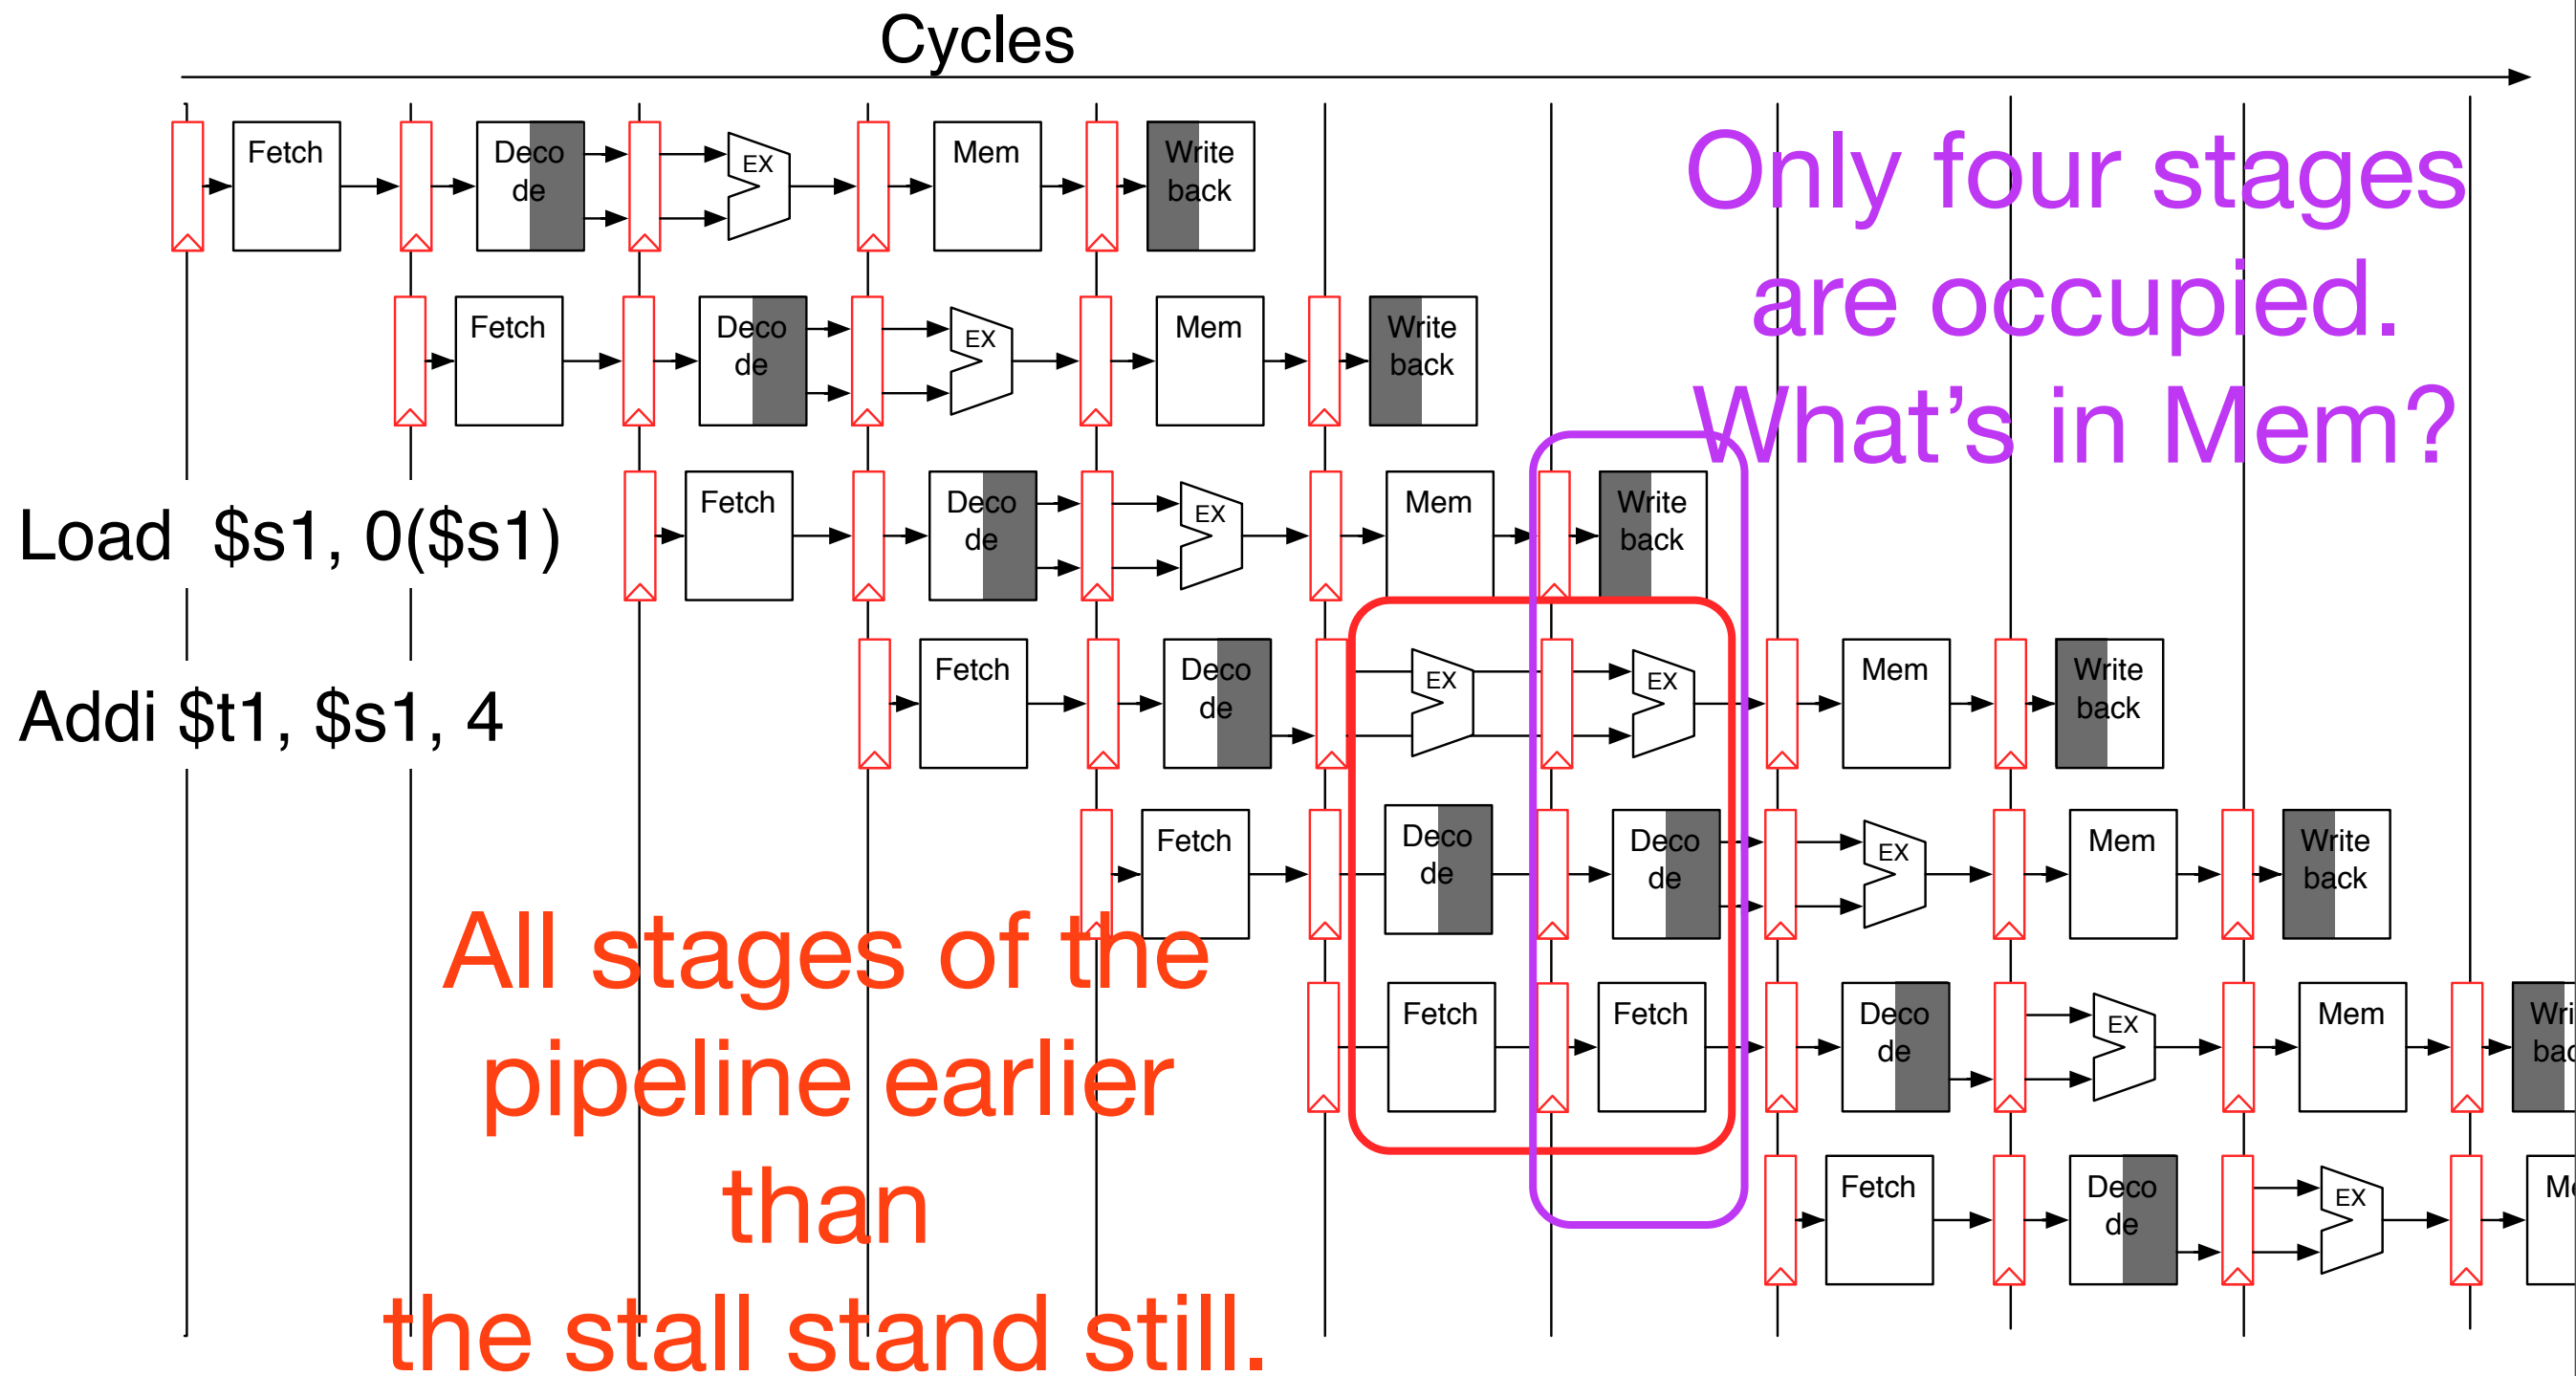 Cycles
Fetch
Deco
de
EX
Mem
Write
back
Only four stages
are occupied.
What's in Mem?
Fetch
Deco
de
EX
Mem
Write
back
Load $s1, 0($s1)
Fetch
Deco
de
EX
Mem
Write
back
Addi $t1, $s1, 4
Fetch
Deco
de
EX
EX
Mem
Write
back
Fetch
Deco
de
Deco
de
EX
Mem
Write
back
All stages of the
pipeline earlier
than
the stall stand still.
Fetch
Fetch
Deco
de
EX
Mem
Wri
bac
Fetch
Deco
de
EX
M